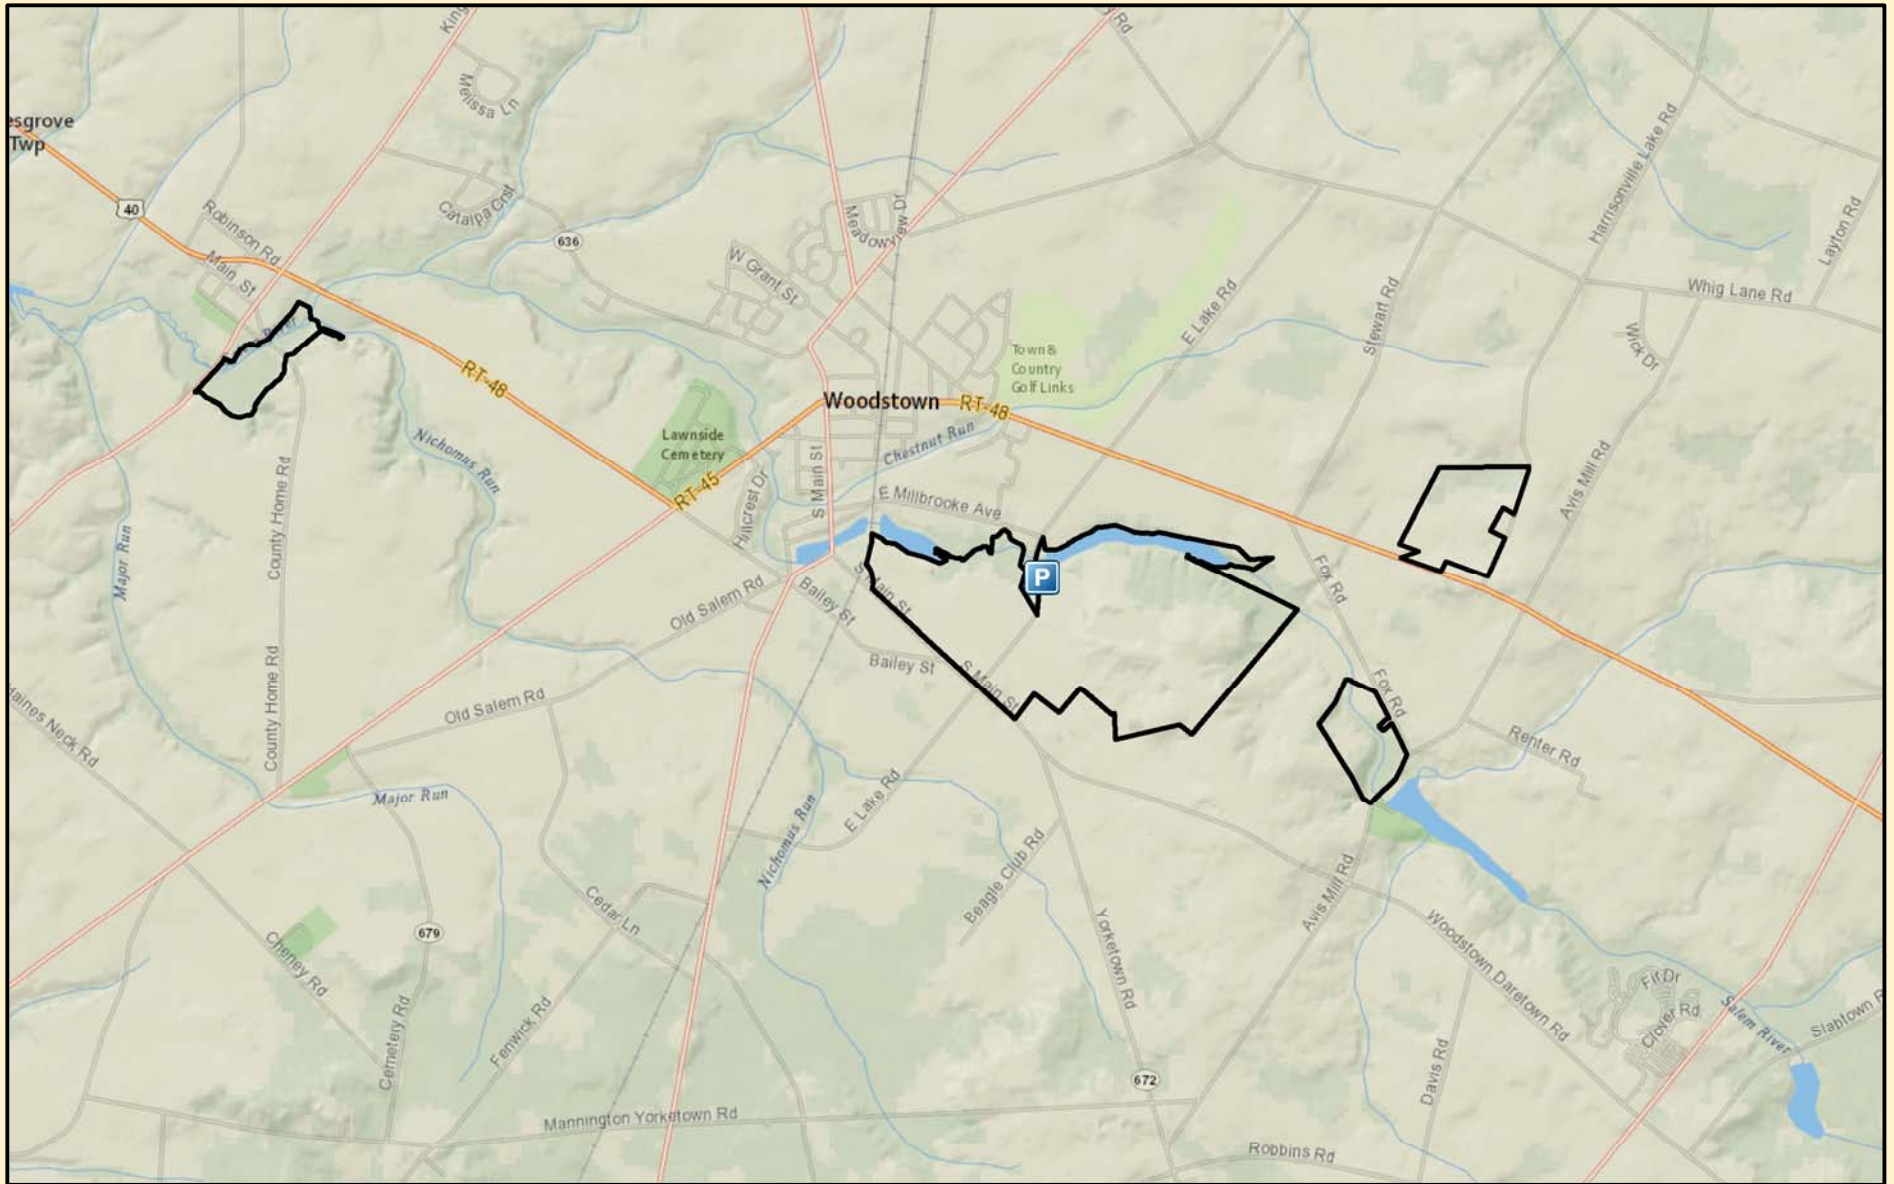 Rd
Melissa Ln
esgrove
Twp
40
Robinson Rd
Main St
Catalpa Crst
636
Meadowview Dr
W Grant St
Harrisonville Lake Rd
Layton Rd
Whig Lane Rd
Stewart Rd
E Lake Rd
Wick Dr
RT-48
Town &
Country
Golf Links
Woodstown
RT-48
Lawnside
Cemetery
Chestnut Run
Nichomus Run
RT-45
S Main St
Hillcrest Dr
E Millbrooke Ave
Avis Mill Rd
County Home Rd
Major Run
Fox Rd
P
S Main St
Old Salem Rd
Bailey St
Bailey St
S Main St
Fox Rd
County Home Rd
Old Salem Rd
Haines Neck Rd
Renter Rd
Major Run
E Lake Rd
Nichomus Run
Beagle Club Rd
Avis Mill Rd
Cedar Ln
Yorketown Rd
Woodstown Daretown Rd
679
Cheney Rd
Fir Dr
Clover Rd
Salem River
Slabtown R
Cemetery Rd
Fenwick Rd
Davis Rd
672
Mannington Yorketown Rd
Robbins Rd